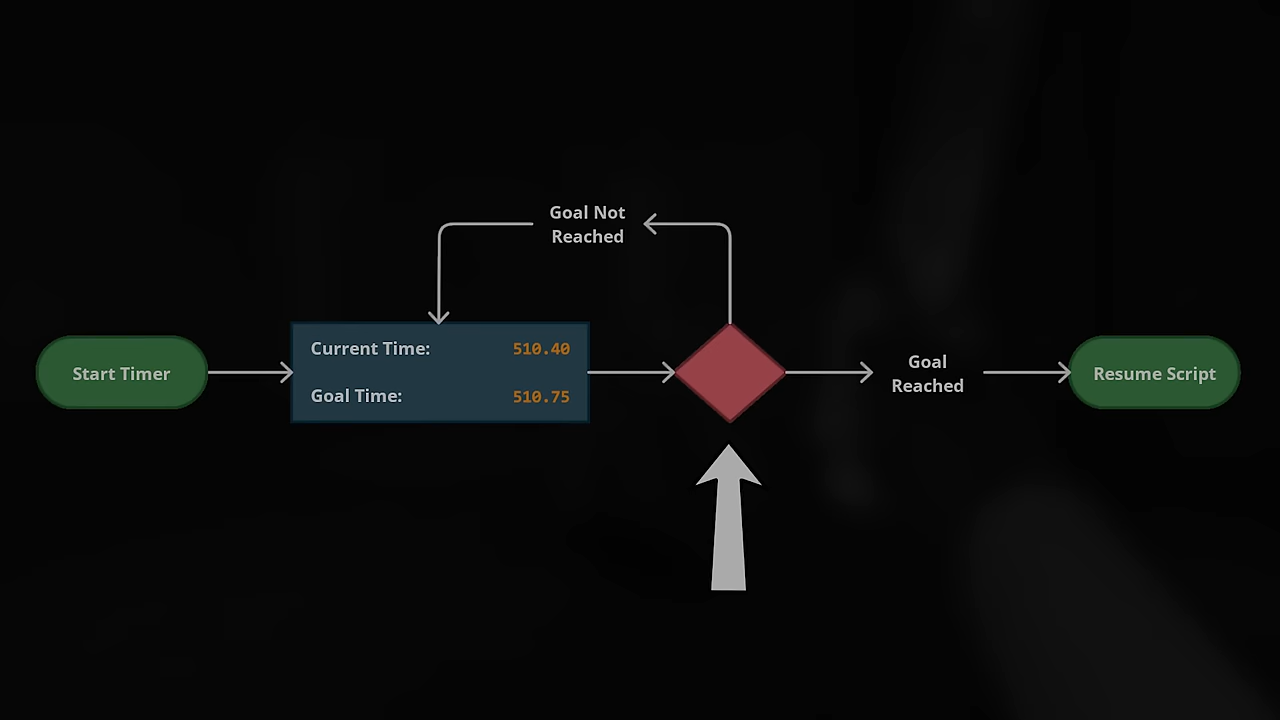 Goal Not
Reached
Start Timer
Current Time: 510.40
Goal Time: 510.75
Goal
Reached
Resume Script